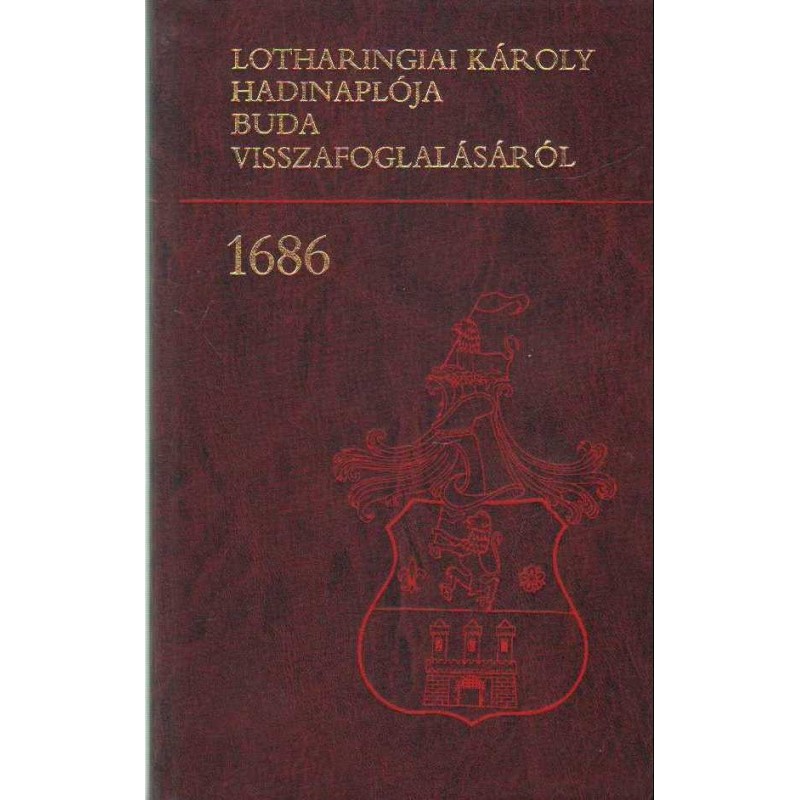 LOTHARINGIAI KÁROLY
HADINAPLÓJA
BUDA
VISSZAFOGLALÁSÁRÓL
1686